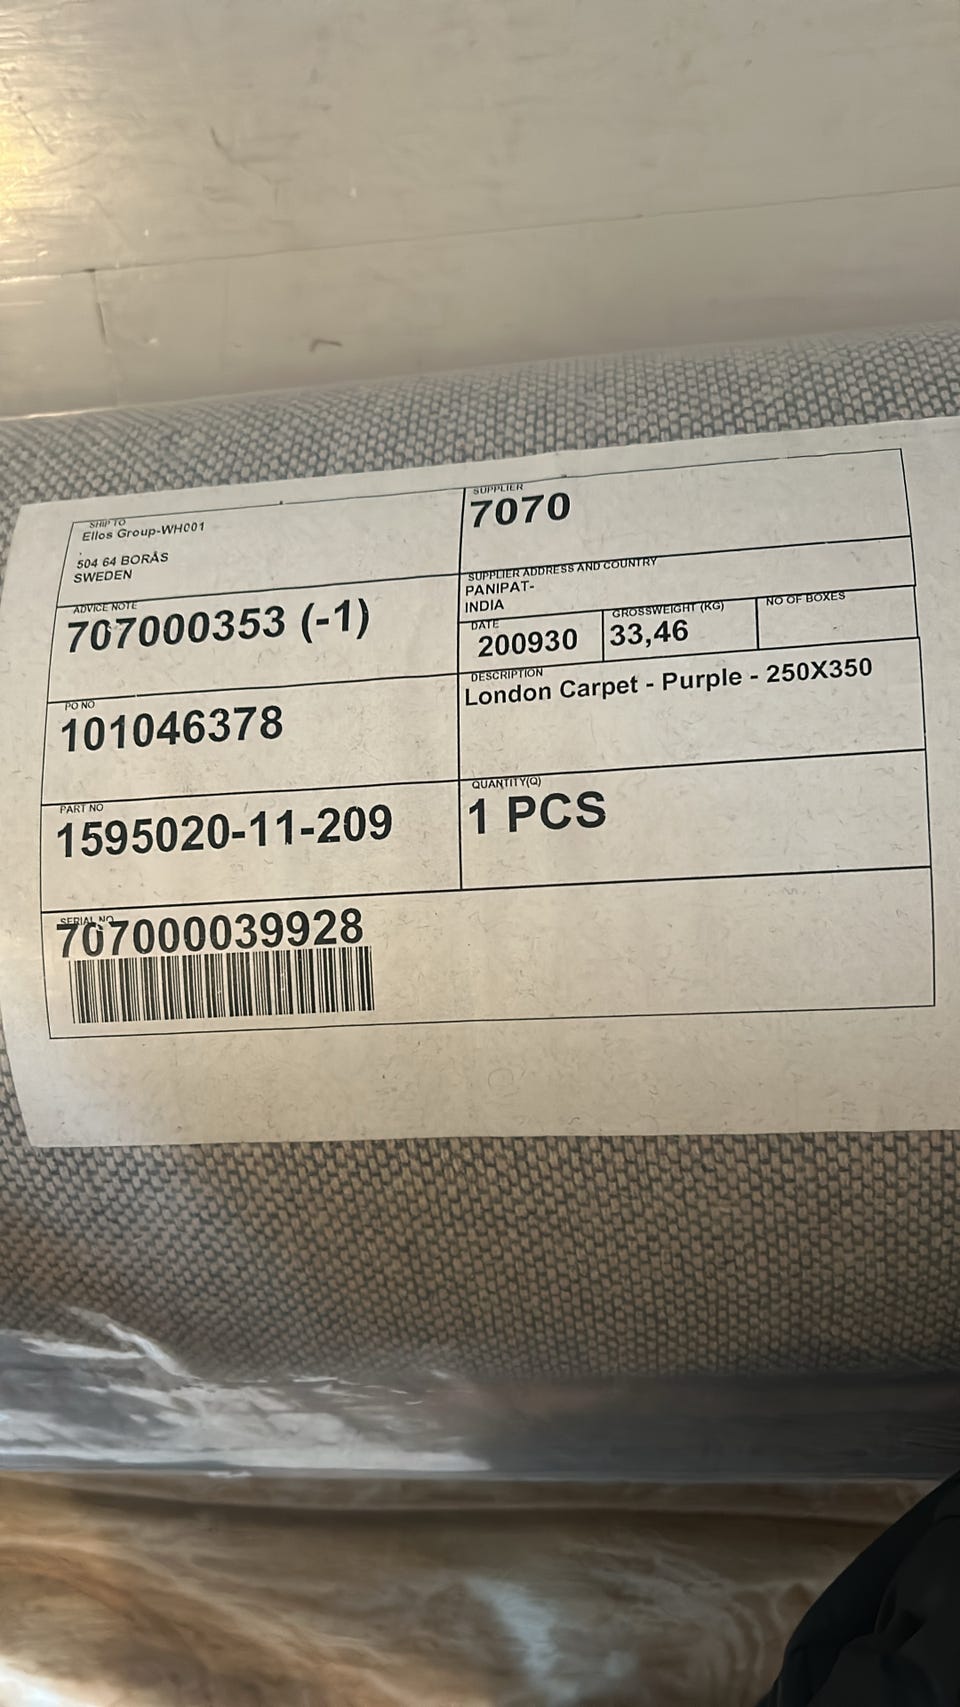 SHIP TO
Ellos Group-WH001
.
504 64 BORÅS
SWEDEN
SUPPLIER
7070
SUPPLIER ADDRESS AND COUNTRY
PANIPAT-
INDIA
ADVICE NOTE
707000353 (-1)
DATE
200930
GROSSWEIGHT (KG)
33,46
NO OF BOXES
PO NO
101046378
DESCRIPTION
London Carpet - Purple - 250X350
PART NO
1595020-11-209
QUANTITY(Q)
1 PCS
SERIAL NO
707000039928